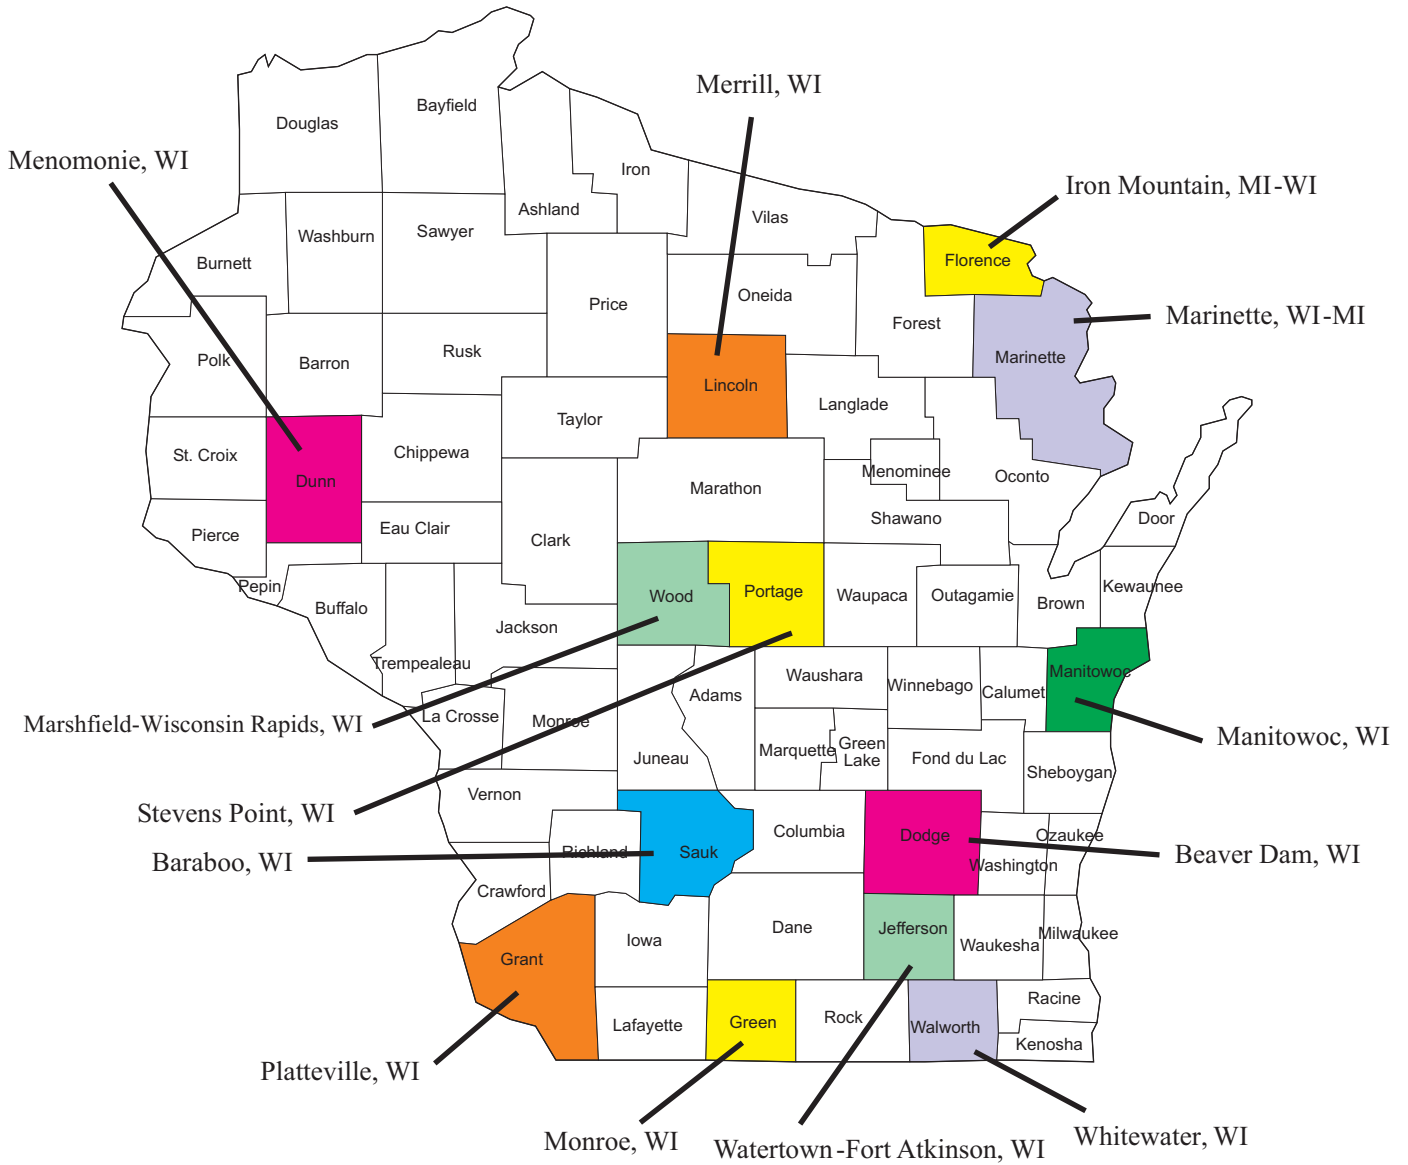 Merrill, WI
Bayfield
Douglas
Menomonie, WI
Iron
Iron Mountain, MI-WI
Ashland
Vilas
Washburn
Sawyer
Burnett
Florence
Oneida
Price
Marinette, WI-MI
Forest
Rusk
Marinette
Polk
Barron
Lincoln
Langlade
Taylor
Chippewa
St. Croix
Menominee
Oconto
Dunn
Marathon
Shawano
Door
Eau Clair
Pierce
Clark
Pepin
Kewaunee
Portage
Wood
Waupaca
Outagamie
Brown
Buffalo
Jackson
Trempealeau
Manitowoc
Waushara
Winnebago
Calumet
Adams
La Crosse
Monroe
Marshfield-Wisconsin Rapids, WI
Manitowoc, WI
Marquette
Green
Lake
Juneau
Fond du Lac
Sheboygan
Vernon
Stevens Point, WI
Columbia
Dodge
Ozaukee
Baraboo, WI
Richland
Sauk
Beaver Dam, WI
Washington
Crawford
Dane
Jefferson
Milwaukee
Iowa
Waukesha
Grant
Racine
Green
Rock
Lafayette
Walworth
Kenosha
Platteville, WI
Monroe, WI
Watertown-Fort Atkinson, WI
Whitewater, WI